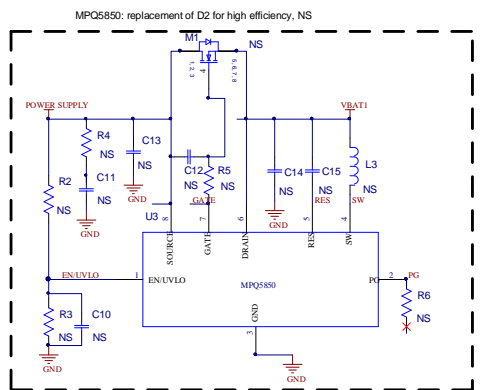 MPQ5850: replacement of D2 for high efficiency, NS
M1
NS
1, 2, 3
4
5, 6, 7, 8
POWER SUPPLY
VBAT1
R4
NS
C13
NS
C12
NS
R5
NS
C14
NS
C15
NS
L3
NS
R2
NS
C11
NS
GND
GND
GATE
GND
RES
SW
U3
8
7
6
5
4
SOURCE
GATE
DRAIN
RES
SW
EN/UVLO
1
EN/UVLO
MPQ5850
PG
2
PG
R6
NS
R3
NS
C10
NS
GND
3
GND
GND